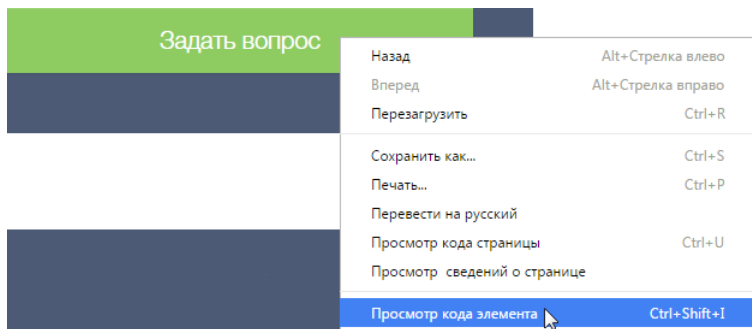 Задать вопрос
Назад Alt+Стрелка влево
Вперед Alt+Стрелка вправо
Перезагрузить Ctrl+R
Сохранить как... Ctrl+S
Печать... Ctrl+P
Перевести на русский
Просмотр кода страницы Ctrl+U
Просмотр сведений о странице
Просмотр кода элемента Ctrl+Shift+I